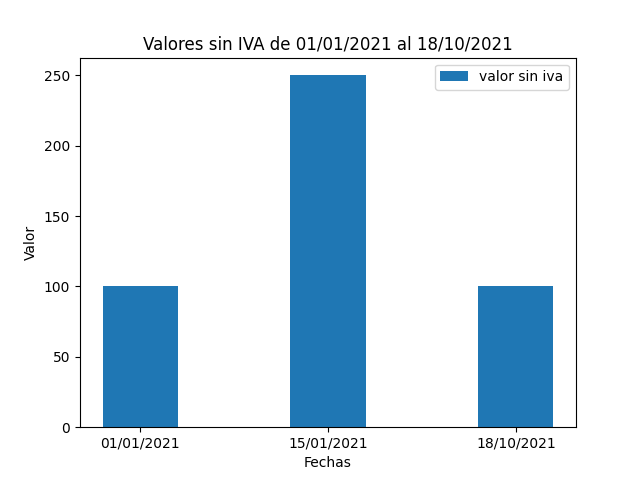 Valores sin IVA de 01/01/2021 al 18/10/2021
valor sin iva
250
200
150
100
50
0
Valor
01/01/2021 15/01/2021 18/10/2021
Fechas